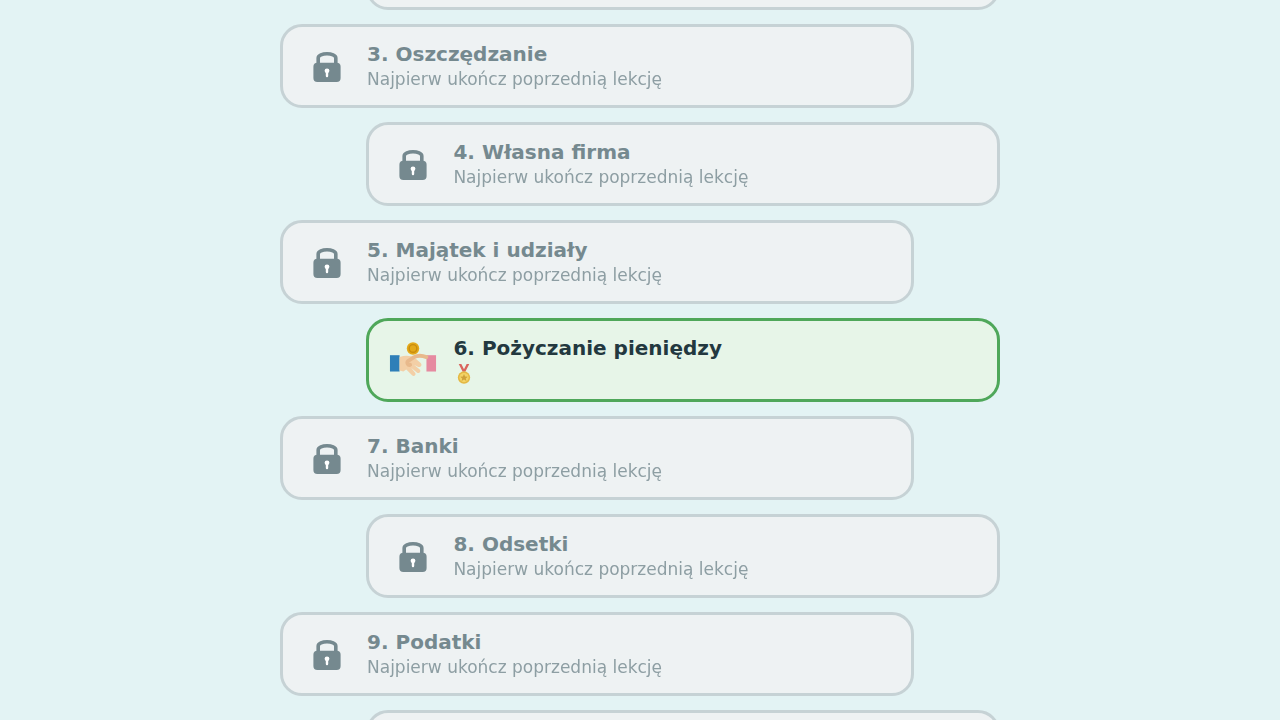 3. Oszczędzanie
Najpierw ukończ poprzednią lekcję
4. Własna firma
Najpierw ukończ poprzednią lekcję
5. Majątek i udziały
Najpierw ukończ poprzednią lekcję
6. Pożyczanie pieniędzy
7. Banki
Najpierw ukończ poprzednią lekcję
8. Odsetki
Najpierw ukończ poprzednią lekcję
9. Podatki
Najpierw ukończ poprzednią lekcję